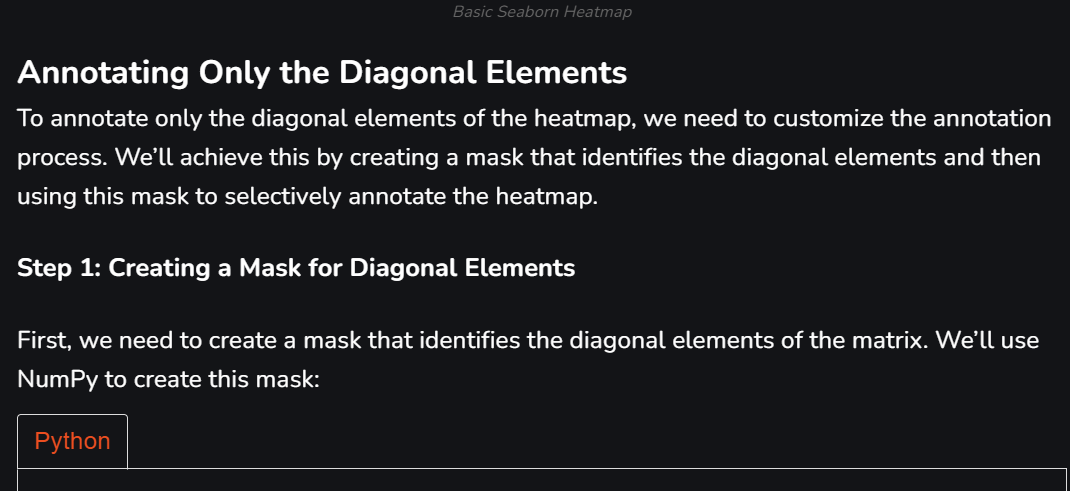 Basic Seaborn Heatmap
Annotating Only the Diagonal Elements
To annotate only the diagonal elements of the heatmap, we need to customize the annotation
process. We’ll achieve this by creating a mask that identifies the diagonal elements and then
using this mask to selectively annotate the heatmap.
Step 1: Creating a Mask for Diagonal Elements
First, we need to create a mask that identifies the diagonal elements of the matrix. We’ll use
NumPy to create this mask:
Python